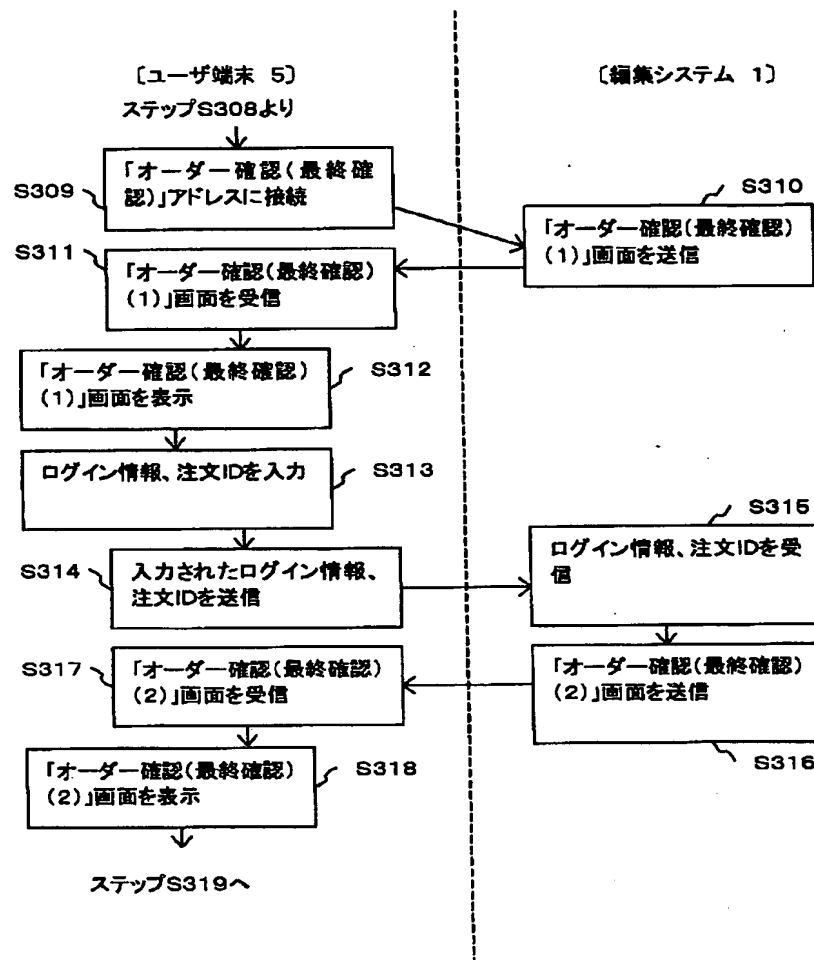 〔ユーザ端末 5〕
〔編集システム 1〕
ステップS308より
S309
「オーダー確認(最終確
認)」アドレスに接続
S310
「オーダー確認(最終確認)
(1)」画面を送信
S311
「オーダー確認(最終確認)
(1)」画面を受信
「オーダー確認(最終確認)
(1)」画面を表示
S312
ログイン情報、注文IDを入力
S313
S314
入力されたログイン情報、
注文IDを送信
S315
ログイン情報、注文IDを受
信
「オーダー確認(最終確認)
(2)」画面を送信
S316
S317
「オーダー確認(最終確認)
(2)」画面を受信
「オーダー確認(最終確認)
(2)」画面を表示
S318
ステップS319へ